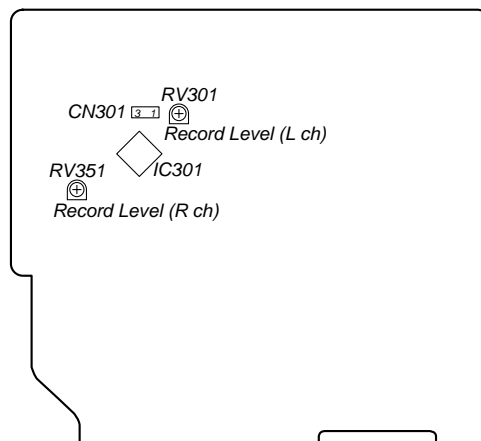 RV301
CN301 3 1
Record Level (L ch)
RV351 IC301
Record Level (R ch)